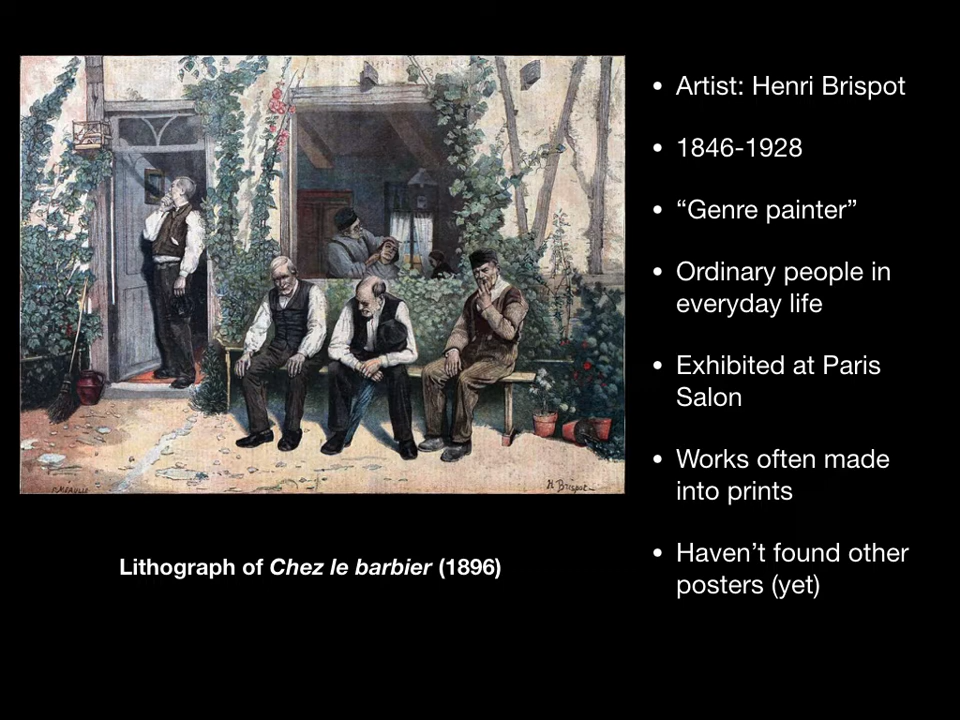 • Artist: Henri Brispot
• 1846-1928
• “Genre painter”
• Ordinary people in
everyday life
• Exhibited at Paris
Salon
• Works often made
into prints
• Haven’t found other
posters (yet)
F. MEAULLE
H Brispot
Lithograph of Chez le barbier (1896)